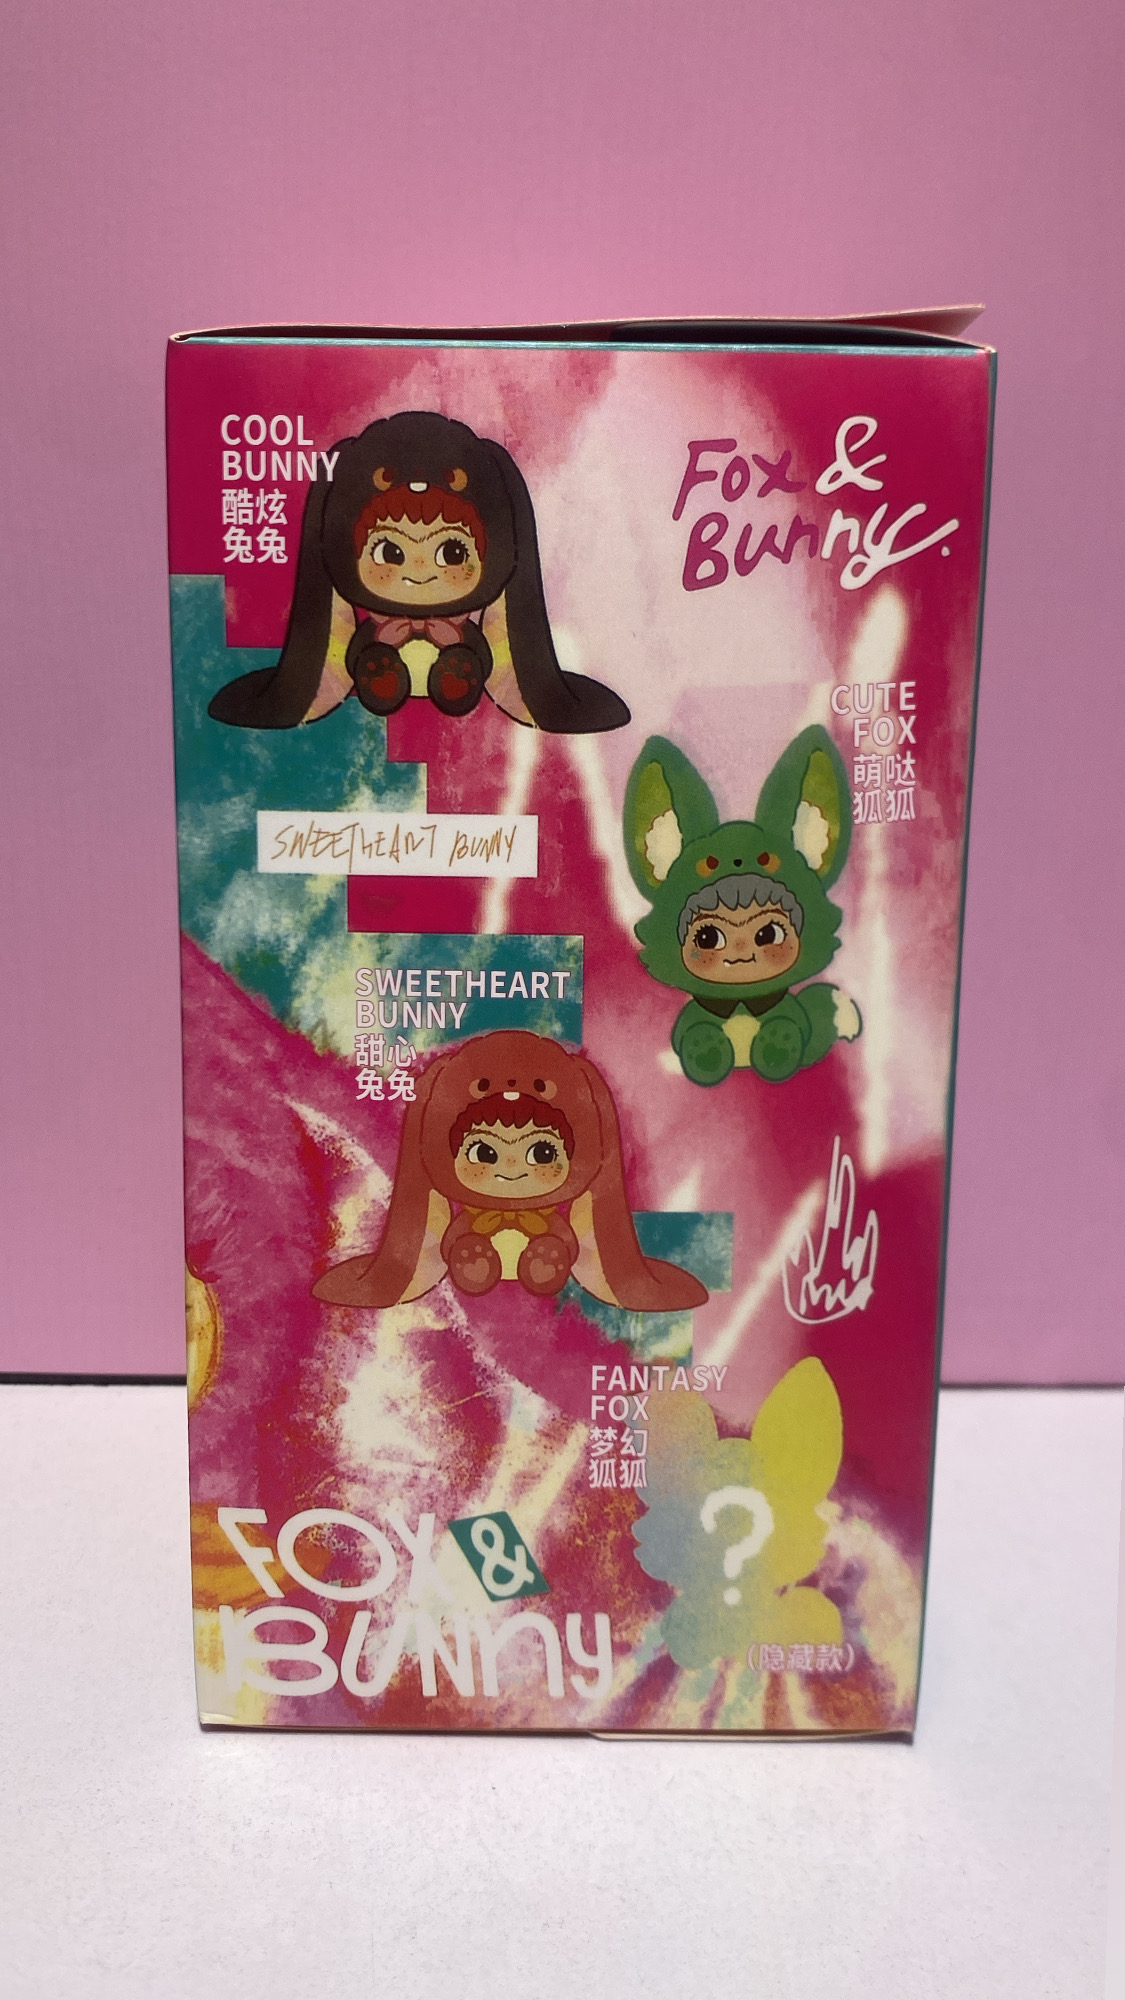 COOL
BUNNY
酷炫
兔兔
Fox &
Bunny.
CUTE
FOX
萌哒
狐狐
SWEETHEART BUNNY
SWEETHEART
BUNNY
甜心
兔兔
FANTASY
FOX
梦幻
狐狐
?
(隐藏款)
FOX &
BUNNY